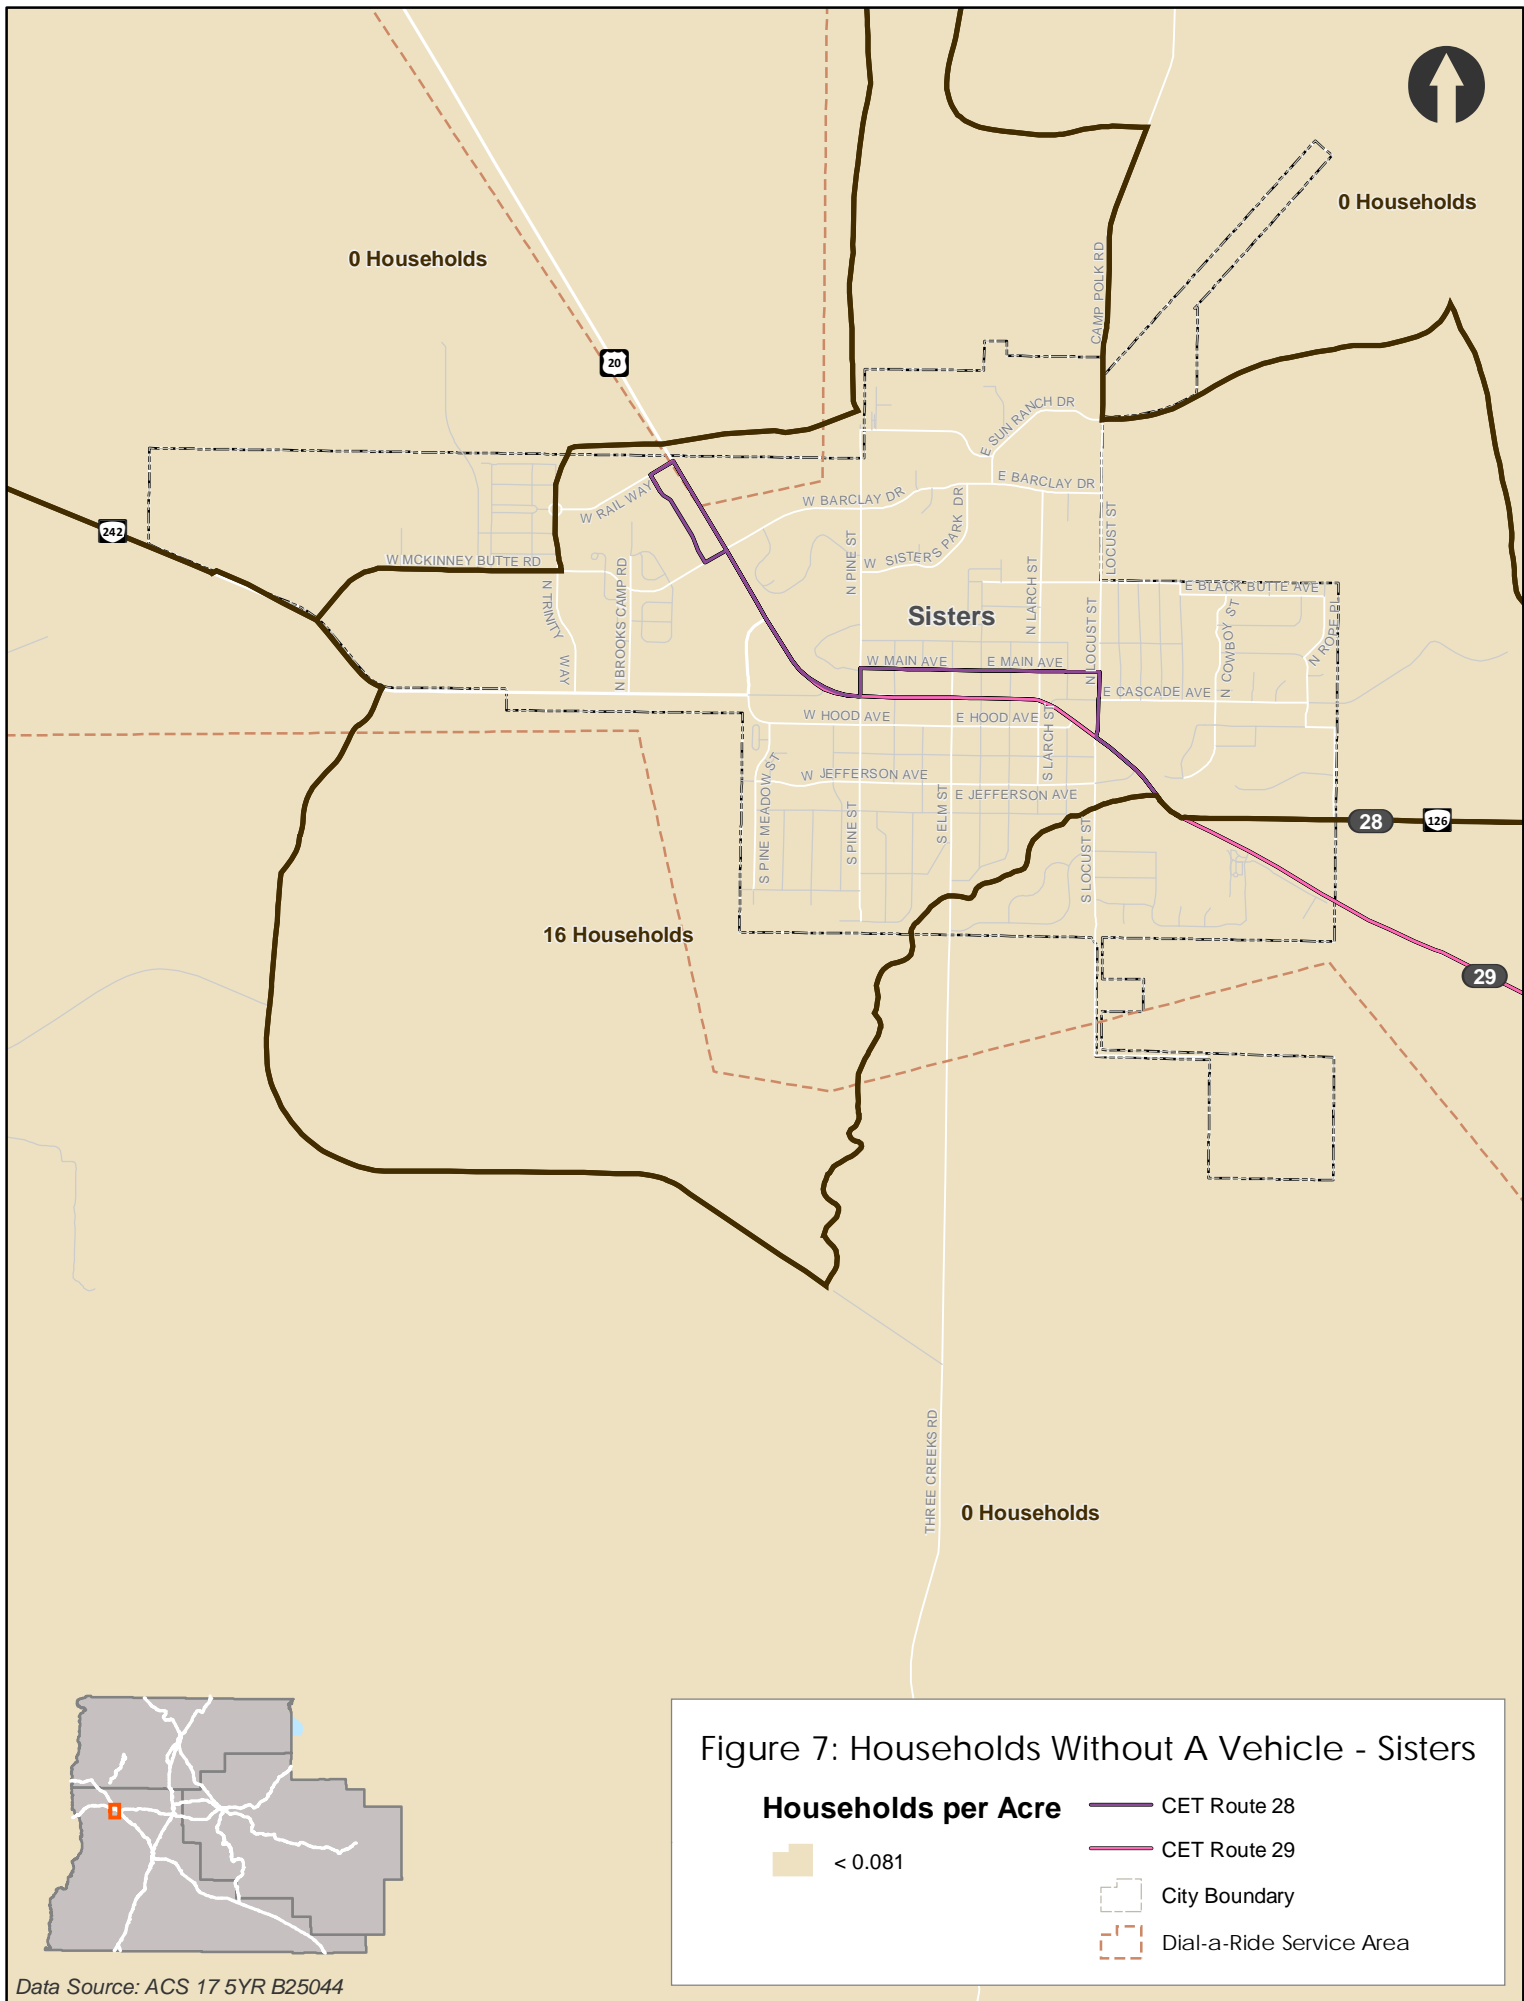 0 Households
0 Households
CAMP POLK RD
20
E SUN RANCH DR
E BARCLAY DR
W BARCLAY DR
W RAIL WAY
LOCUST ST
242
W MCKINNEY BUTTE RD
N PINE ST
W SISTERS PARK DR
N LARCH ST
E BLACK BUTTE AVE
N TRINITY WAY
N BROOKS CAMP RD
Sisters
N LOCUST ST
N COWBOY ST
N ROPE PL
W MAIN AVE
E MAIN AVE
E CASCADE AVE
W HOOD AVE
E HOOD AVE
S LARCH ST
S PINE MEADOW ST
W JEFFERSON AVE
E JEFFERSON AVE
S PINE ST
S ELM ST
S LOCUST ST
28
126
16 Households
29
THREE CREEKS RD
0 Households
Figure 7: Households Without A Vehicle - Sisters
Households per Acre
< 0.081
CET Route 28
CET Route 29
City Boundary
Dial-a-Ride Service Area
Data Source: ACS 17 5YR B25044